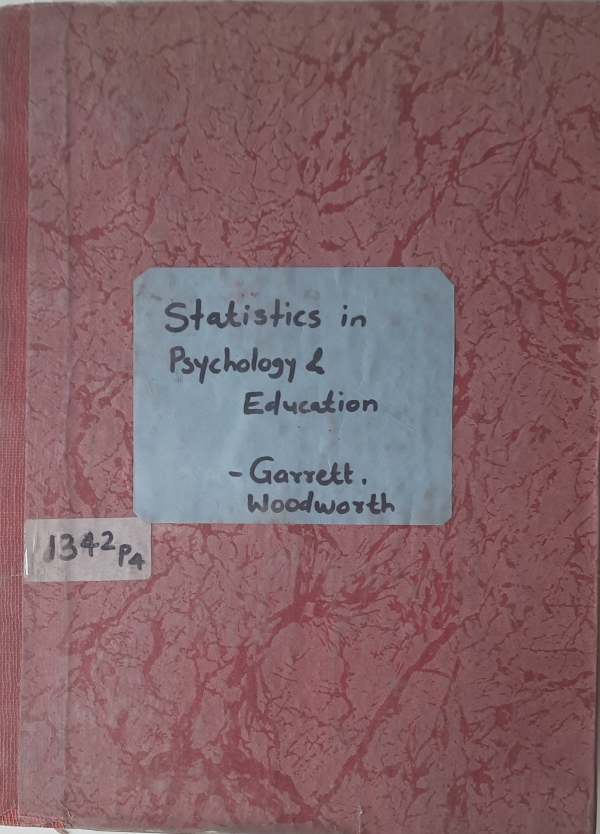 Statistics in
Psychology &
Education
- Garrett.
Woodworth
1342 P4